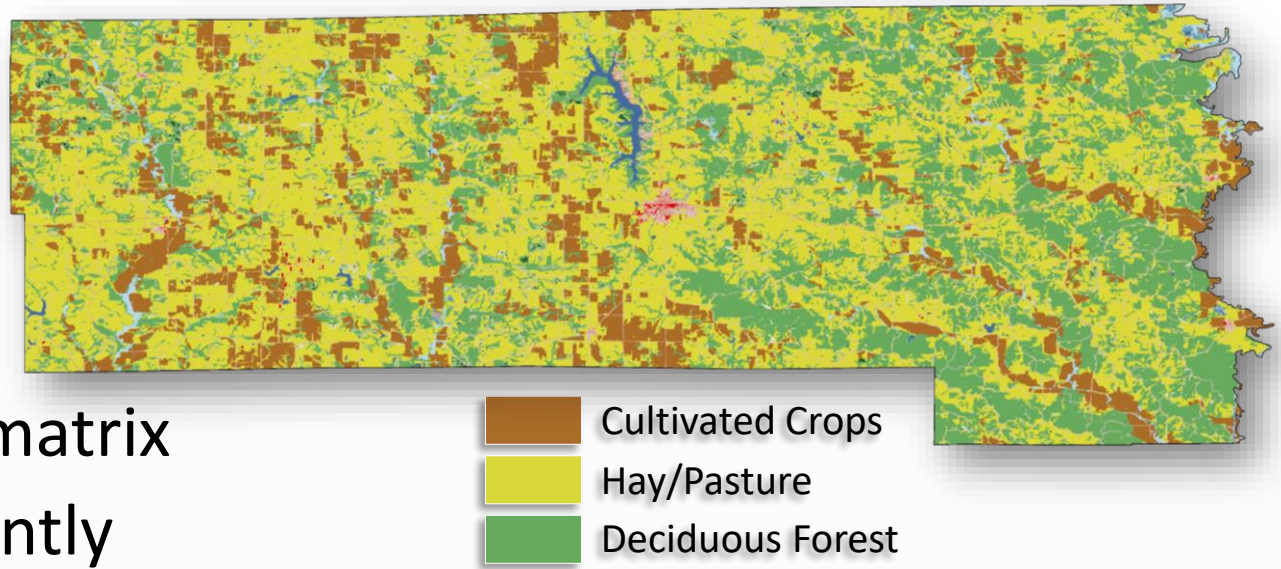 matrix
ntly
Cultivated Crops
Hay/Pasture
Deciduous Forest